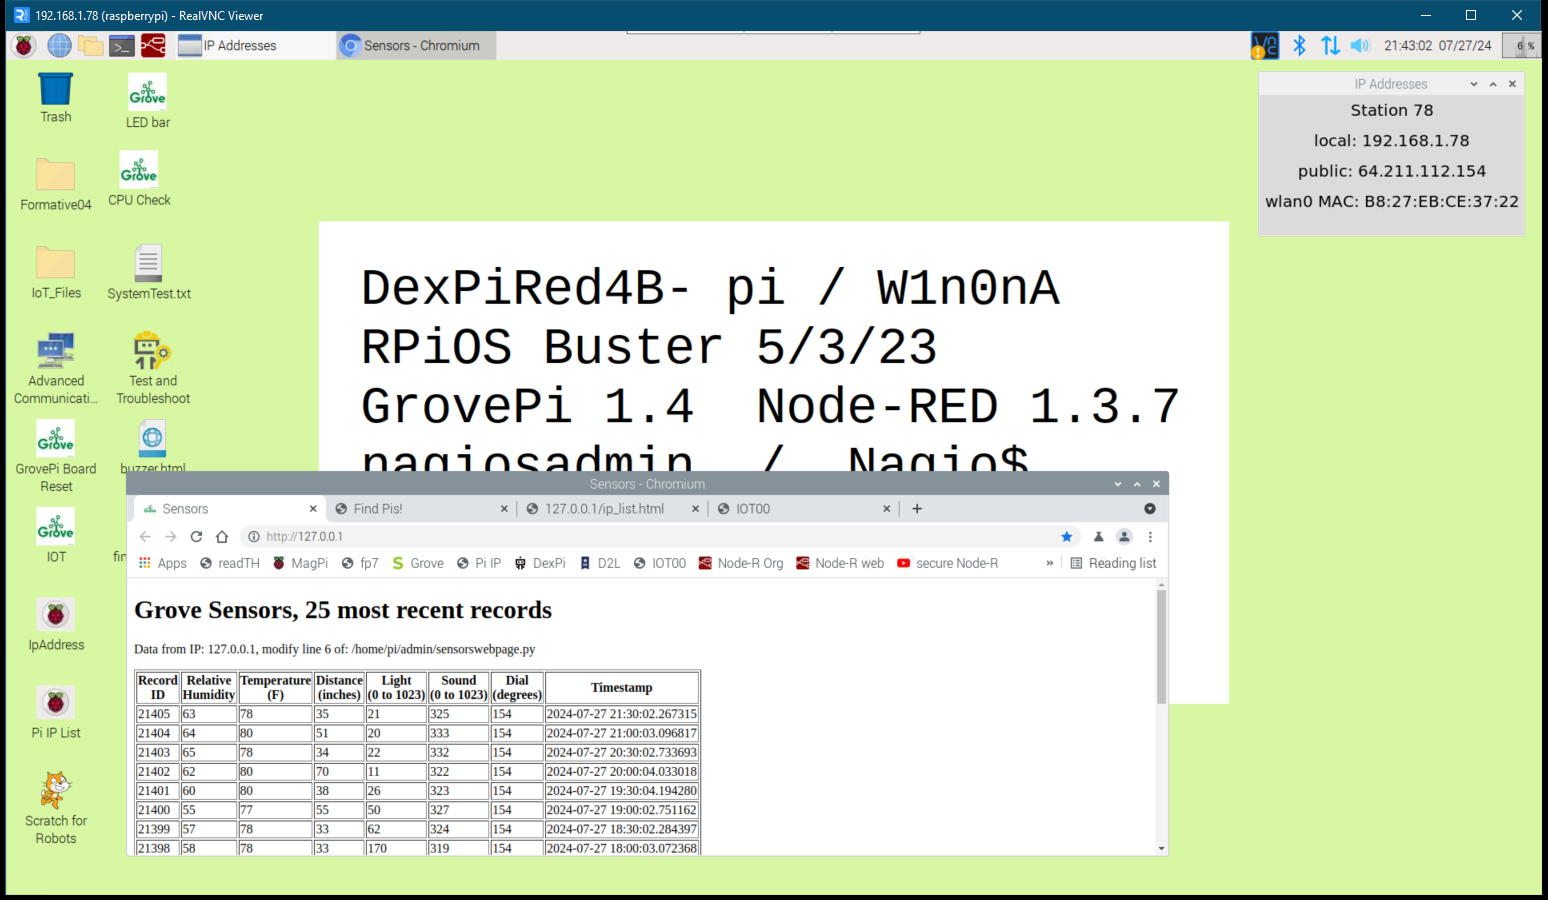 192.168.1.78 (raspberrypi) - RealVNC Viewer
IP Addresses
Sensors - Chromium
21:43:02 07/27/24
6 %
Trash
Grove
LED bar
Formative04
Grove
CPU Check
IoT_Files
SystemTest.txt
Advanced
Communicati...
Test and
Troubleshoot
Grove
GrovePi Board
Reset
buzzer.html
Grove
IOT
fin
IpAddress
Pi IP List
Scratch for
Robots
IP Addresses
Station 78
local: 192.168.1.78
public: 64.211.112.154
wlan0 MAC: B8:27:EB:CE:37:22
DexPiRed4B- pi / W1n0nA
RPiOS Buster 5/3/23
GrovePi 1.4  Node-RED 1.3.7
nagiosadmin  /  Nagio$
Sensors - Chromium
Sensors
Find Pis!
127.0.0.1/ip_list.html
IOT00
http://127.0.0.1
Apps readTH MagPi fp7 Grove Pi IP DexPi D2L IOT00 Node-R Org Node-R web secure Node-R » Reading list
Grove Sensors, 25 most recent records
Data from IP: 127.0.0.1, modify line 6 of: /home/pi/admin/sensorswebpage.py
Record ID Relative Humidity Temperature (F) Distance (inches) Light (0 to 1023) Sound (0 to 1023) Dial (degrees) Timestamp
21405 63 78 35 21 325 154 2024-07-27 21:30:02.267315
21404 64 80 51 20 333 154 2024-07-27 21:00:03.096817
21403 65 78 34 22 332 154 2024-07-27 20:30:02.733693
21402 62 80 70 11 322 154 2024-07-27 20:00:04.033018
21401 60 80 38 26 323 154 2024-07-27 19:30:04.194280
21400 55 77 55 50 327 154 2024-07-27 19:00:02.751162
21399 57 78 33 62 324 154 2024-07-27 18:30:02.284397
21398 58 78 33 170 319 154 2024-07-27 18:00:03.072368